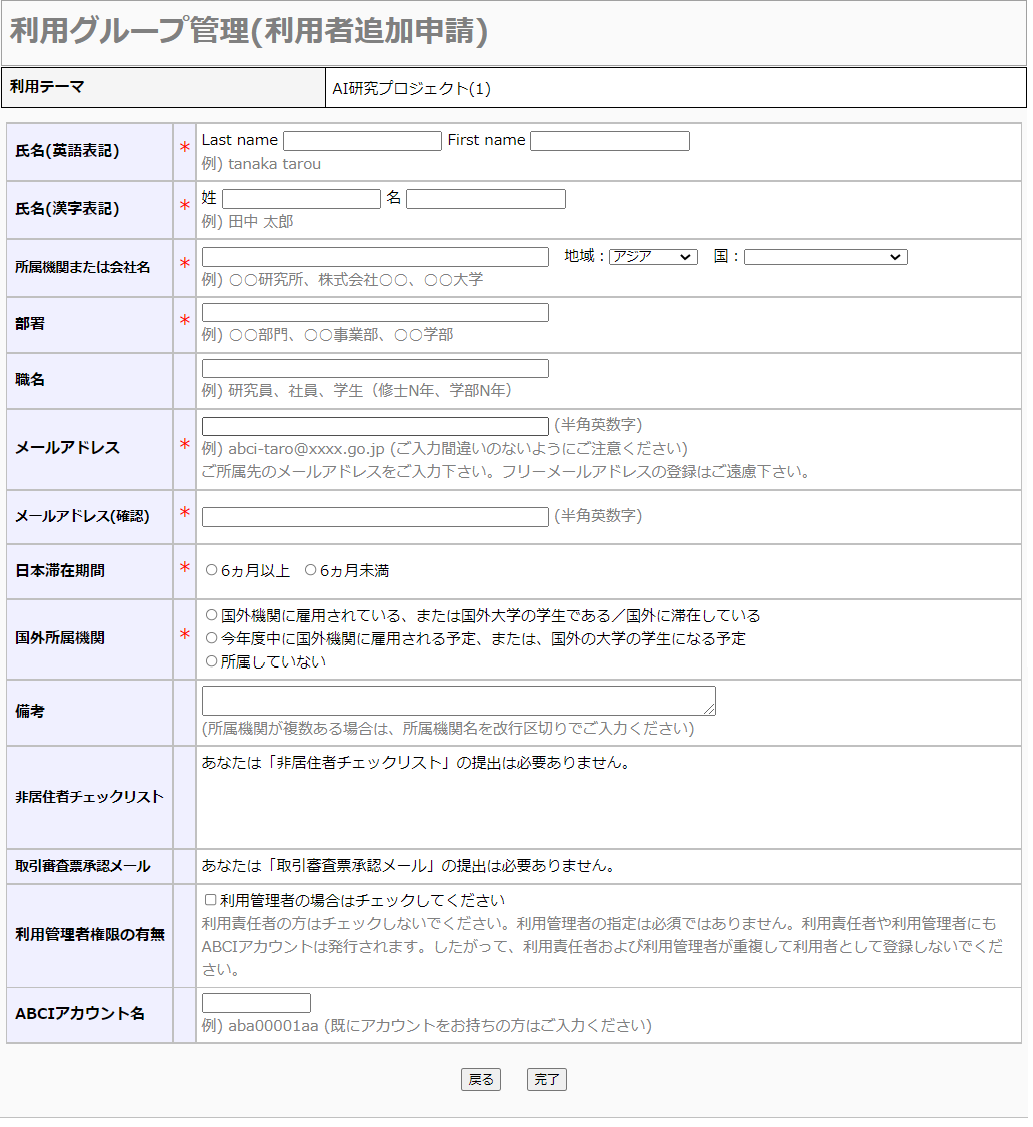 利用グループ管理(利用者追加申請)
利用テーマ
AI研究プロジェクト(1)
氏名(英語表記)
*
Last name First name
例) tanaka tarou
氏名(漢字表記)
*
姓 名
例) 田中 太郎
所属機関または会社名
*
地域：アジア 国：
例) 〇〇研究所、株式会社〇〇、〇〇大学
部署
*
例) 〇〇部門、〇〇事業部、〇〇学部
職名
例) 研究員、社員、学生（修士N年、学部N年）
メールアドレス
*
(半角英数字)
例) abci-taro@xxxx.go.jp (ご入力間違いのないようにご注意ください)
ご所属先のメールアドレスをご入力下さい。フリーメールアドレスの登録はご遠慮下さい。
メールアドレス(確認)
*
(半角英数字)
日本滞在期間
*
6ヵ月以上 6ヵ月未満
国外所属機関
*
国外機関に雇用されている、または国外大学の学生である／国外に滞在している
今年度中に国外機関に雇用される予定、または、国外の大学の学生になる予定
所属していない
備考
(所属機関が複数ある場合は、所属機関名を改行区切りでご入力ください)
非居住者チェックリスト
あなたは「非居住者チェックリスト」の提出は必要ありません。
取引審査票承認メール
あなたは「取引審査票承認メール」の提出は必要ありません。
利用管理者権限の有無
利用管理者の場合はチェックしてください
利用責任者の方はチェックしないでください。利用管理者の指定は必須ではありません。利用責任者や利用管理者にも
ABCIアカウントは発行されます。したがって、利用責任者および利用管理者が重複して利用者として登録しないでくだ
さい。
ABCIアカウント名
例) aba00001aa (既にアカウントをお持ちの方はご入力ください)
戻る 完了